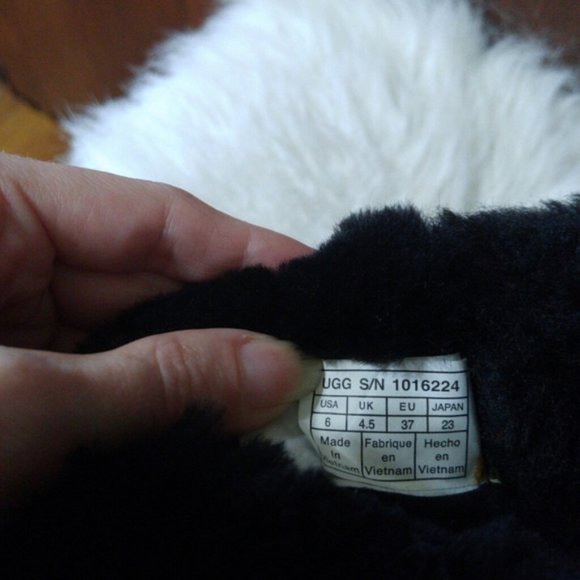 UGG S/N 1016224
USA UK EU JAPAN
6 4.5 37 23
Made Fabrique Hecho
in en en
Vietnam Vietnam Vietnam